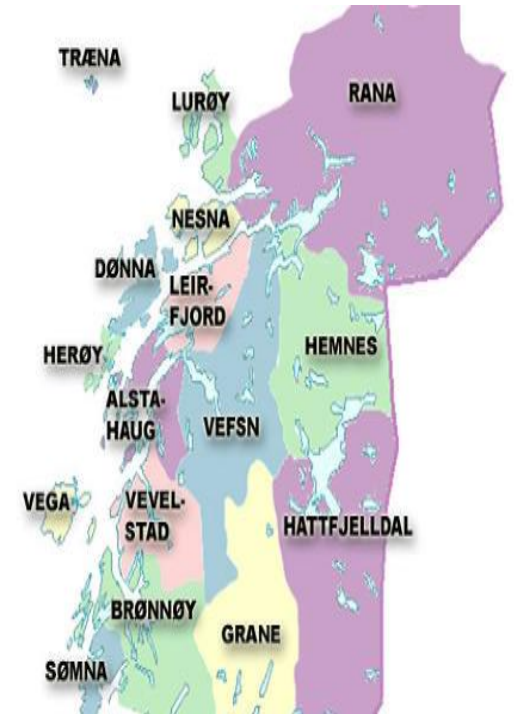 TRÆNA
RANA
LURØY
NESNA
DØNNA
LEIR-
FJORD
HERØY
HEMNES
ALSTA-
HAUG
VEFSN
VEGA
VEVEL-
STAD
HATTFJELLDAL
BRØNNØY
GRANE
SØMNA